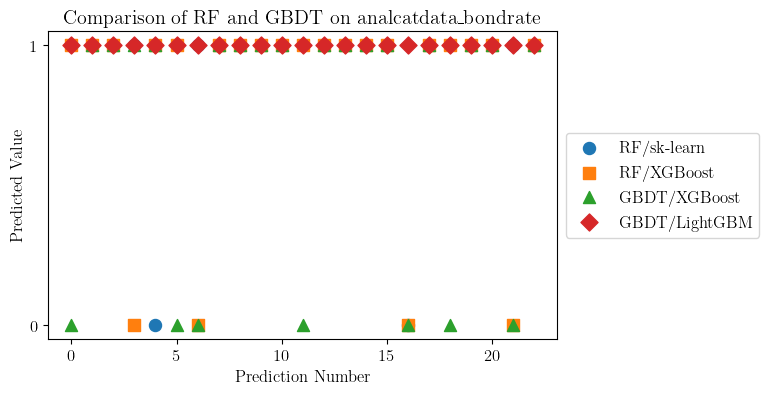 Comparison of RF and GBDT on analcatdata_bondrate
1
0
Predicted Value
0 5 10 15 20
Prediction Number
RF/sk-learn
RF/XGBoost
GBDT/XGBoost
GBDT/LightGBM